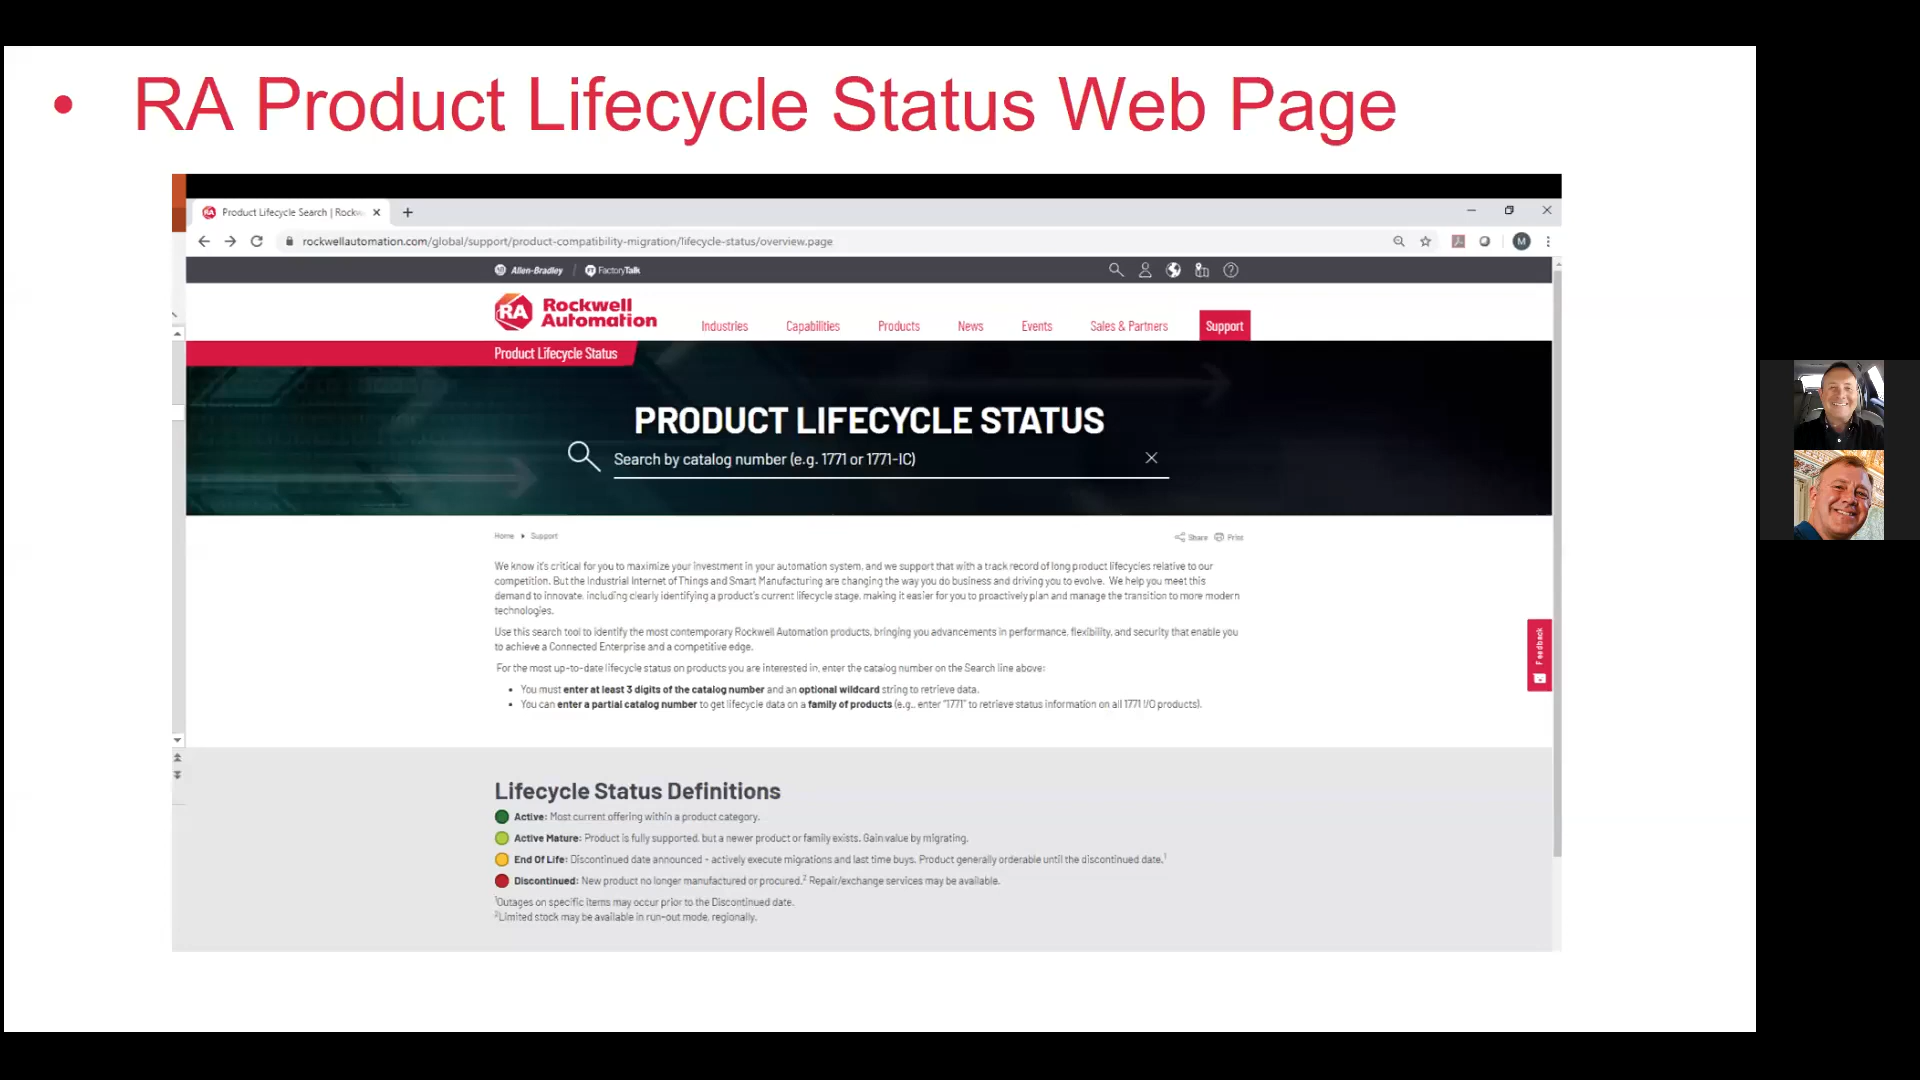 • RA Product Lifecycle Status Web Page
Product Lifecycle Search | Rockw
rockwellautomation.com/global/support/product-compatibility-migration/lifecycle-status/overview.page
M
Allen-Bradley / FactoryTalk
RA Rockwell Automation
Industries Capabilities Products News Events Sales & Partners Support
Product Lifecycle Status
PRODUCT LIFECYCLE STATUS
Search by catalog number (e.g. 1771 or 1771-IC)
Home Support Share Print
We know it's critical for you to maximize your investment in your automation system, and we support that with a track record of long product lifecycles relative to our
competition. But the Industrial Internet of Things and Smart Manufacturing are changing the way you do business and driving you to evolve. We help you meet this
demand to innovate, including clearly identifying a product's current lifecycle stage, making it easier for you to proactively plan and manage the transition to more modern
technologies.
Use this search tool to identify the most contemporary Rockwell Automation products, bringing you advancements in performance, flexibility, and security that enable you
to achieve a Connected Enterprise and a competitive edge.
For the most up-to-date lifecycle status on products you are interested in, enter the catalog number on the Search line above:
• You must enter at least 3 digits of the catalog number and an optional wildcard string to retrieve data.
• You can enter a partial catalog number to get lifecycle data on a family of products (e.g., enter "1771" to retrieve status information on all 1771 I/O products).
Feedback
Lifecycle Status Definitions
Active: Most current offering within a product category.
Active Mature: Product is fully supported, but a newer product or family exists. Gain value by migrating.
End Of Life: Discontinued date announced - actively execute migrations and last time buys. Product generally orderable until the discontinued date.¹
Discontinued: New product no longer manufactured or procured.² Repair/exchange services may be available.
¹Outages on specific items may occur prior to the Discontinued date.
²Limited stock may be available in run-out mode, regionally.